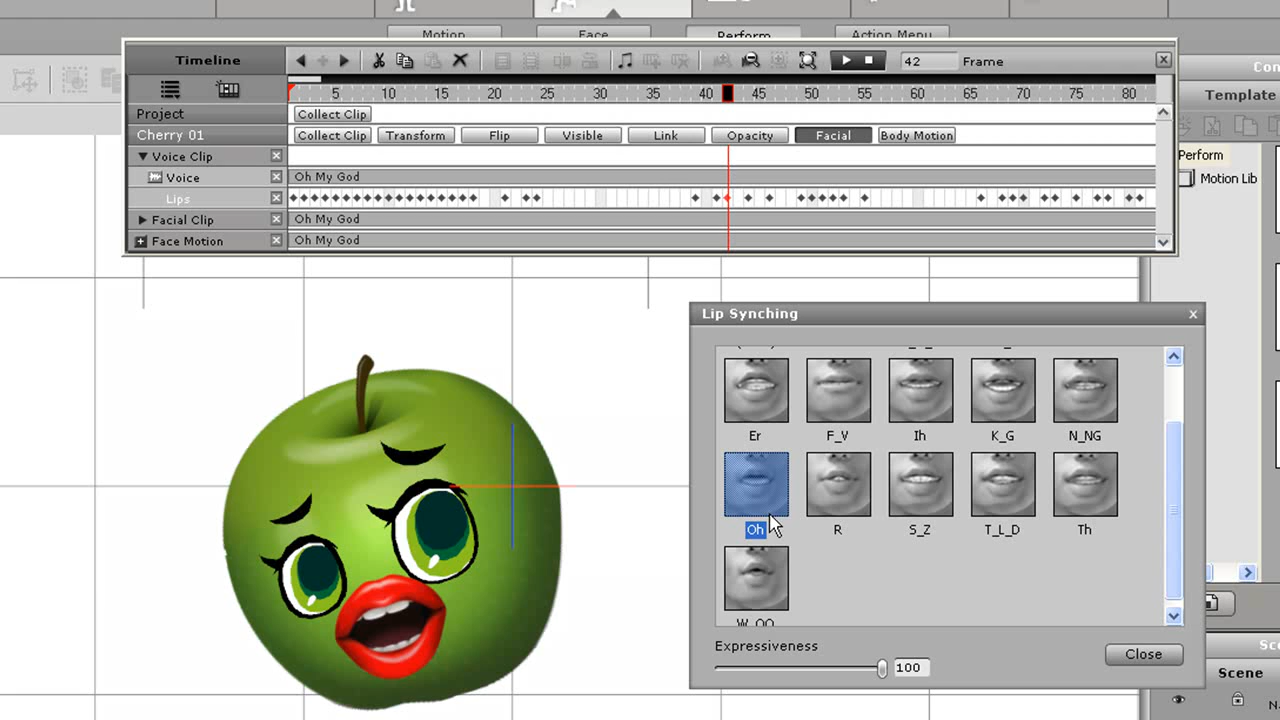 Motion Face Perform Action Menu
Timeline 42 Frame
5 10 15 20 25 30 35 40 45 50 55 60 65 70 75 80
Project Collect Clip
Cherry 01 Collect Clip Transform Flip Visible Link Opacity Facial Body Motion
Voice Clip
Voice Oh My God
Lips
Facial Clip Oh My God
Face Motion Oh My God
Template
Perform
Motion Lib
Lip Synching x
Er F_V Ih K_G N_NG
Oh R S_Z T_L_D Th
W_OO
Expressiveness
100
Close
Scene